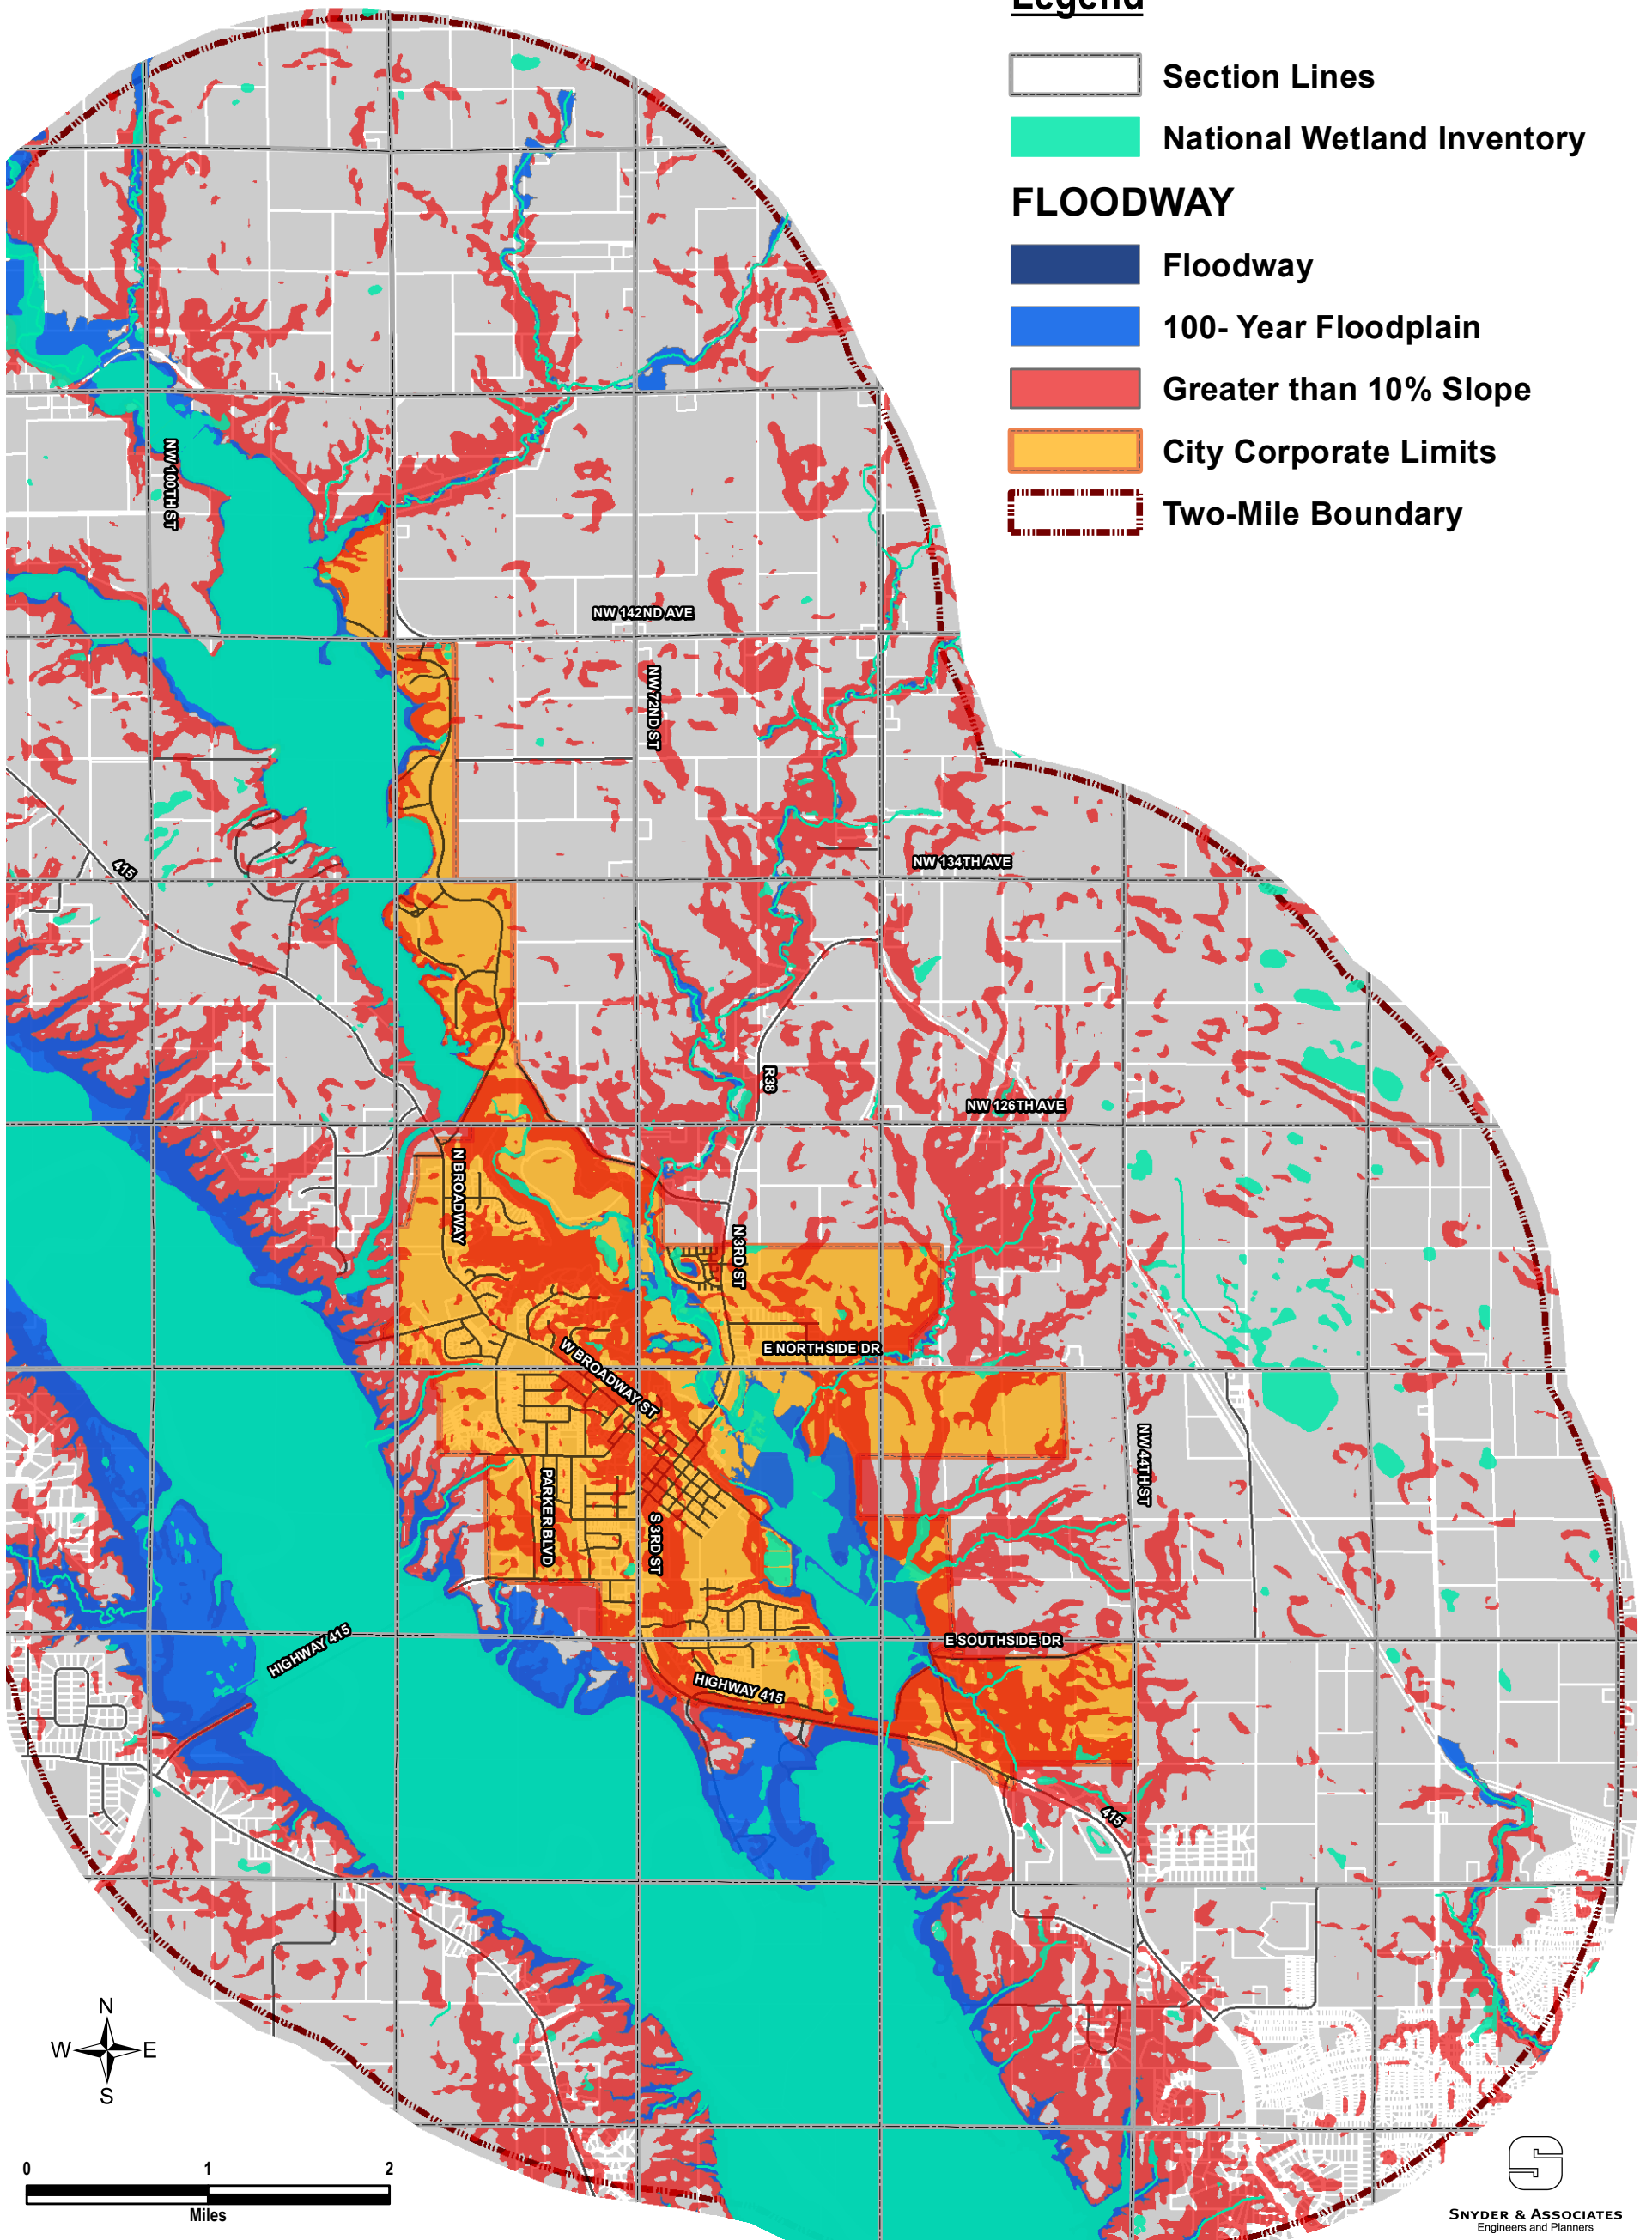 Legend
Section Lines
National Wetland Inventory
FLOODWAY
Floodway
100- Year Floodplain
Greater than 10% Slope
City Corporate Limits
Two-Mile Boundary
NW 100TH ST
NW 142ND AVE
NW 72ND ST
415
NW 134TH AVE
R38
NW 126TH AVE
N BROADWAY
N 3RD ST
E NORTHSIDE DR
W BROADWAY ST
NW 44TH ST
PARKER BLVD
S 3RD ST
HIGHWAY 415
E SOUTHSIDE DR
HIGHWAY 415
415
N
W E
S
0 1 2
Miles
S
SNYDER & ASSOCIATES
Engineers and Planners